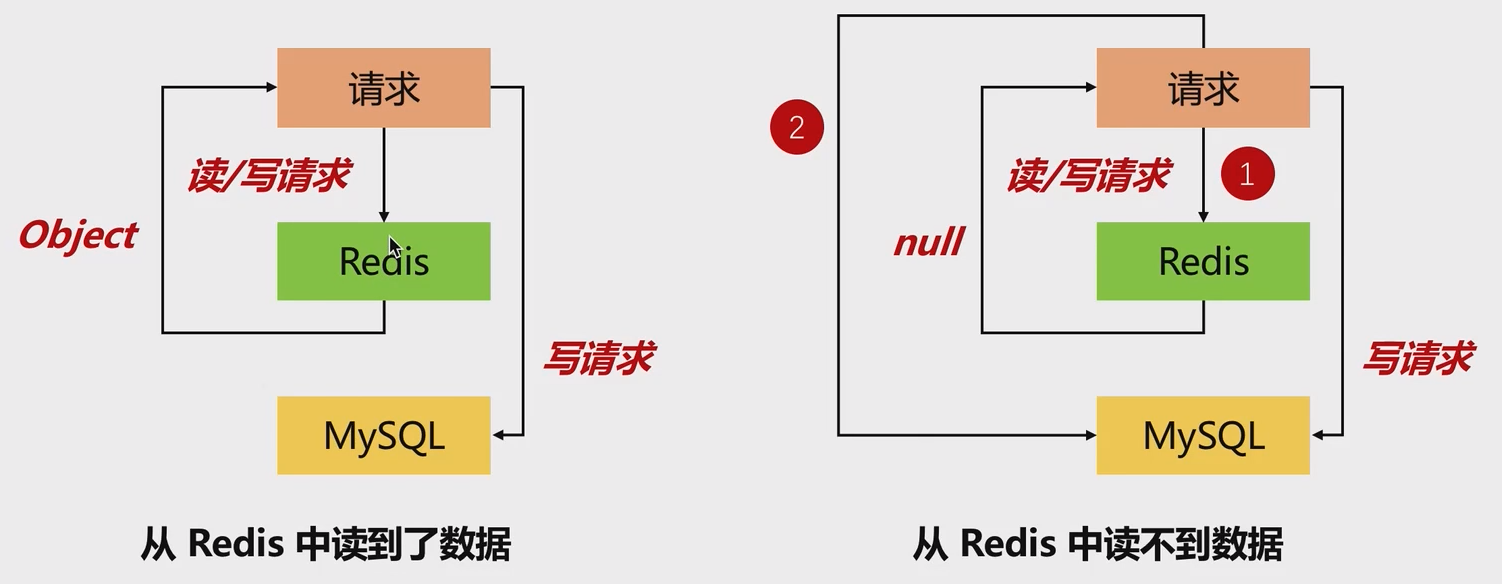 请求
读/写请求
Object
Redis
写请求
MySQL
从 Redis 中读到了数据
2
请求
读/写请求
1
null
Redis
写请求
MySQL
从 Redis 中读不到数据